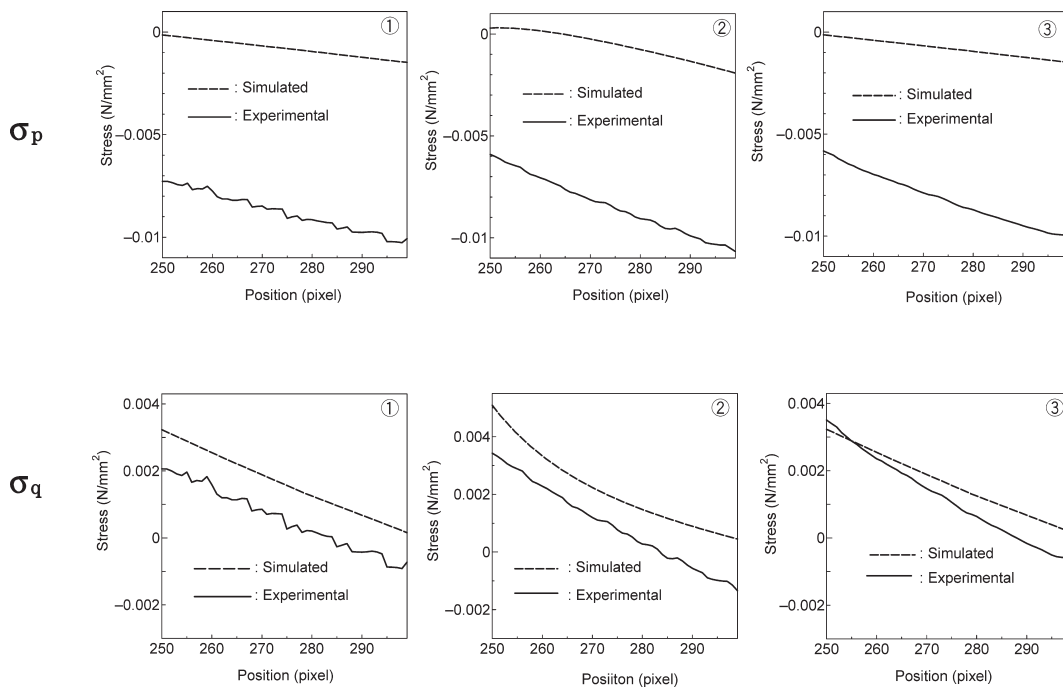 σp
①
0
−0.005
−0.01
Stress (N/mm²)
: Simulated
: Experimental
250 260 270 280 290
Position (pixel)
②
0
−0.005
−0.01
Stress (N/mm²)
: Simulated
: Experimental
250 260 270 280 290
Position (pixel)
③
0
−0.005
−0.01
Stress (N/mm²)
: Simulated
: Experimental
250 260 270 280 290
Position (pixel)
σq
①
0.004
0.002
0
−0.002
Stress (N/mm²)
: Simulated
: Experimental
250 260 270 280 290
Position (pixel)
②
0.004
0.002
0
−0.002
Stress (N/mm²)
: Simulated
: Experimental
250 260 270 280 290
Posiiton (pixel)
③
0.004
0.002
0
−0.002
Stress (N/mm²)
: Simulated
: Experimental
250 260 270 280 290
Position (pixel)